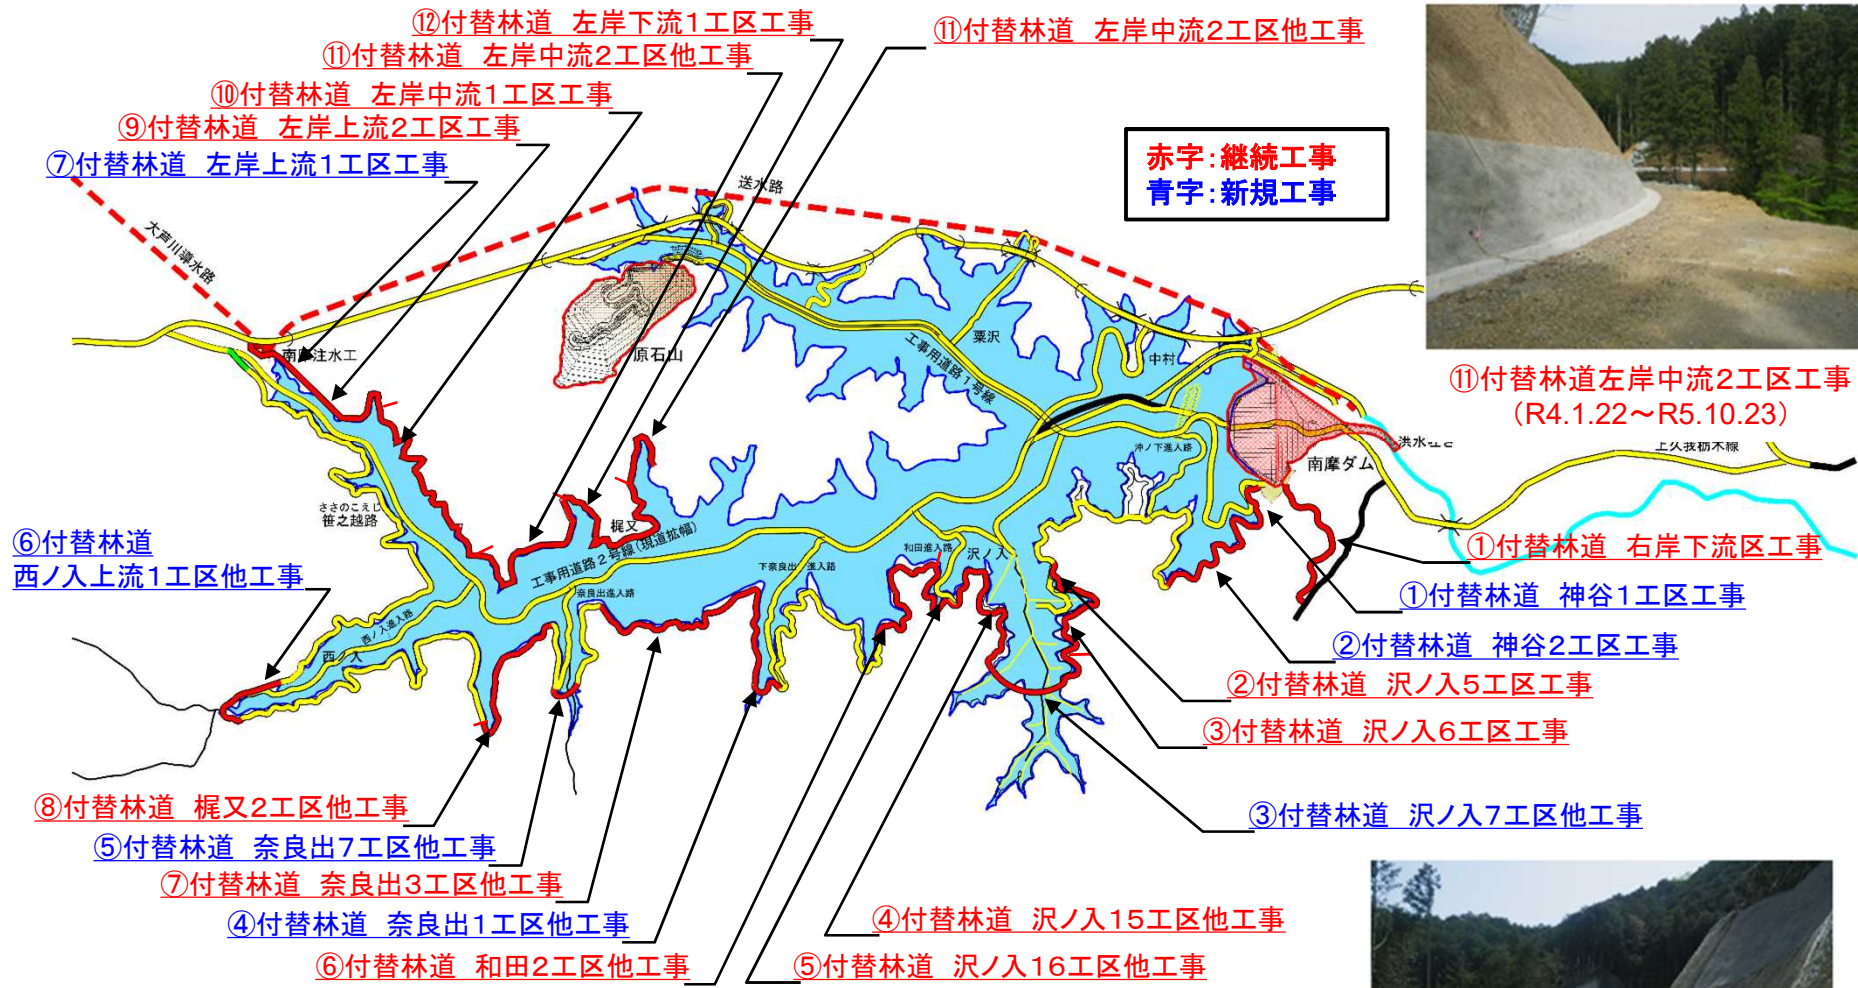 ⑫付替林道　左岸下流1工区工事
⑪付替林道　左岸中流2工区他工事
⑪付替林道　左岸中流2工区他工事
⑩付替林道　左岸中流1工区工事
⑨付替林道　左岸上流2工区工事
⑦付替林道　左岸上流1工区工事
赤字：継続工事
青字：新規工事
送水路
大芦川導水路
南摩注水工
原石山
工事用道路1号線
粟沢
中村
⑪付替林道左岸中流2工区工事
（R4.1.22～R5.10.23）
沖ノ下進入路
南摩ダム
洪水吐き
上久我栃木線
ささのこえじ
笹之越路
梶又
工事用道路２号線（現道拡幅）
和田進入路
沢ノ入
下奈良出　進入路
奈良出進入路
西ノ入進入路
西ノ入
⑥付替林道
西ノ入上流1工区他工事
①付替林道　右岸下流区工事
①付替林道　神谷1工区工事
②付替林道　神谷2工区工事
②付替林道　沢ノ入5工区工事
③付替林道　沢ノ入6工区工事
③付替林道　沢ノ入7工区他工事
⑧付替林道　梶又2工区他工事
⑤付替林道　奈良出7工区他工事
⑦付替林道　奈良出3工区他工事
④付替林道　奈良出1工区他工事
④付替林道　沢ノ入15工区他工事
⑥付替林道　和田2工区他工事
⑤付替林道　沢ノ入16工区他工事